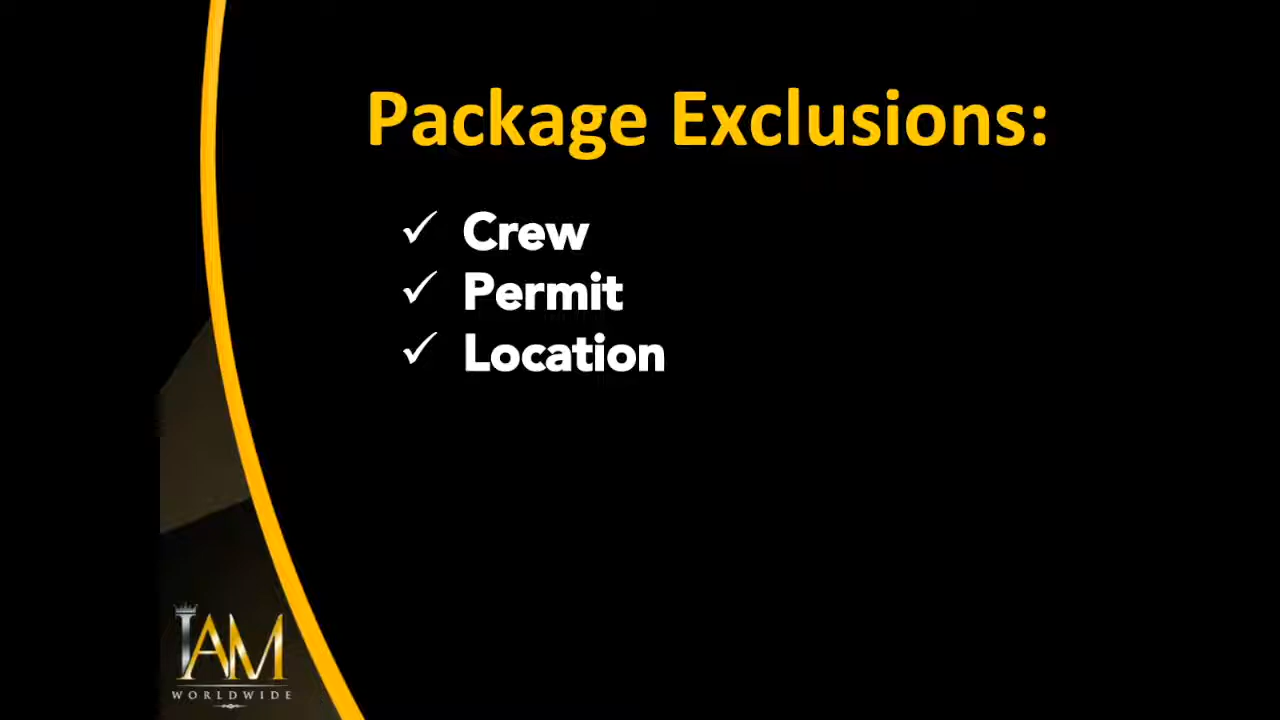 Package Exclusions:
✓ Crew
✓ Permit
✓ Location
IAM
WORLDWIDE